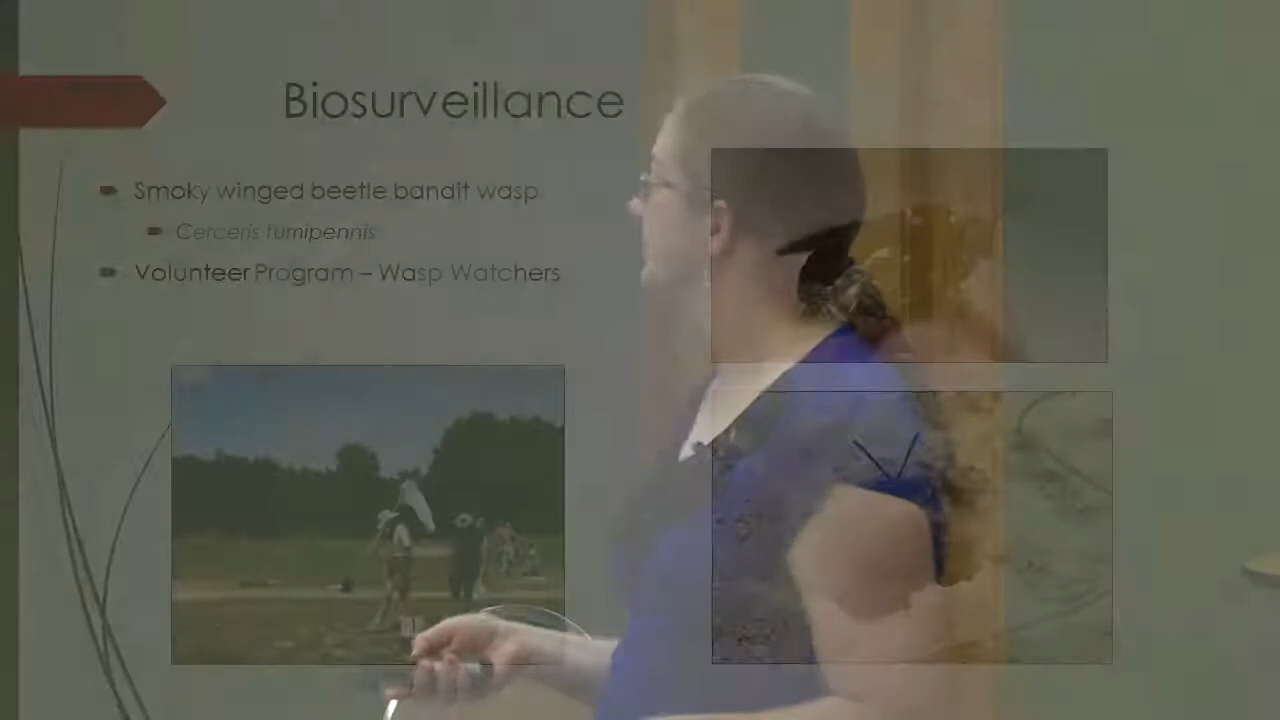 Biosurveillance
Smoky winged beetle bandit wasp
Cerceris fumipennis
Volunteer Program – Wasp Watchers